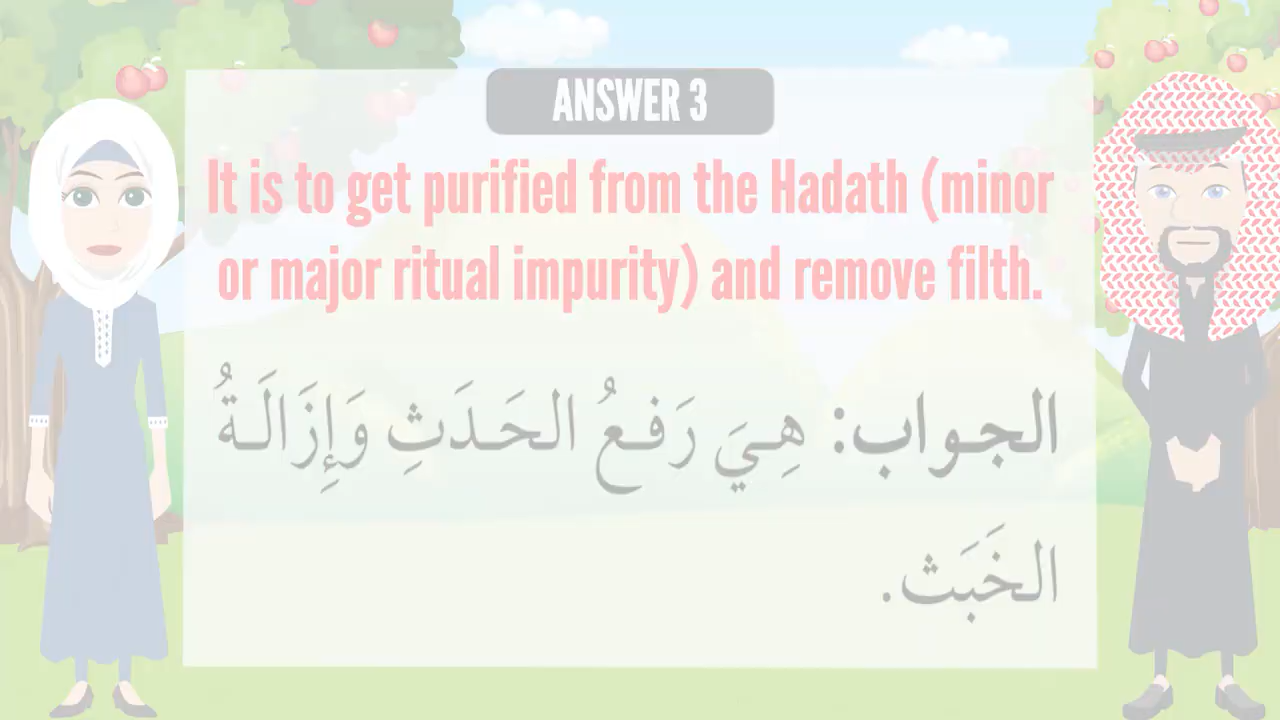 ANSWER 3
It is to get purified from the Hadath (minor
or major ritual impurity) and remove filth.
الجواب: هِيَ رَفعُ الحَدَثِ وَإِزَالَةُ
الخَبَث.